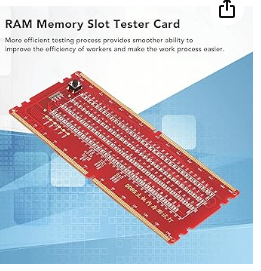 RAM Memory Slot Tester Card
More efficient testing process provides smoother ability to
improve the efficiency of workers and make the work process easier.